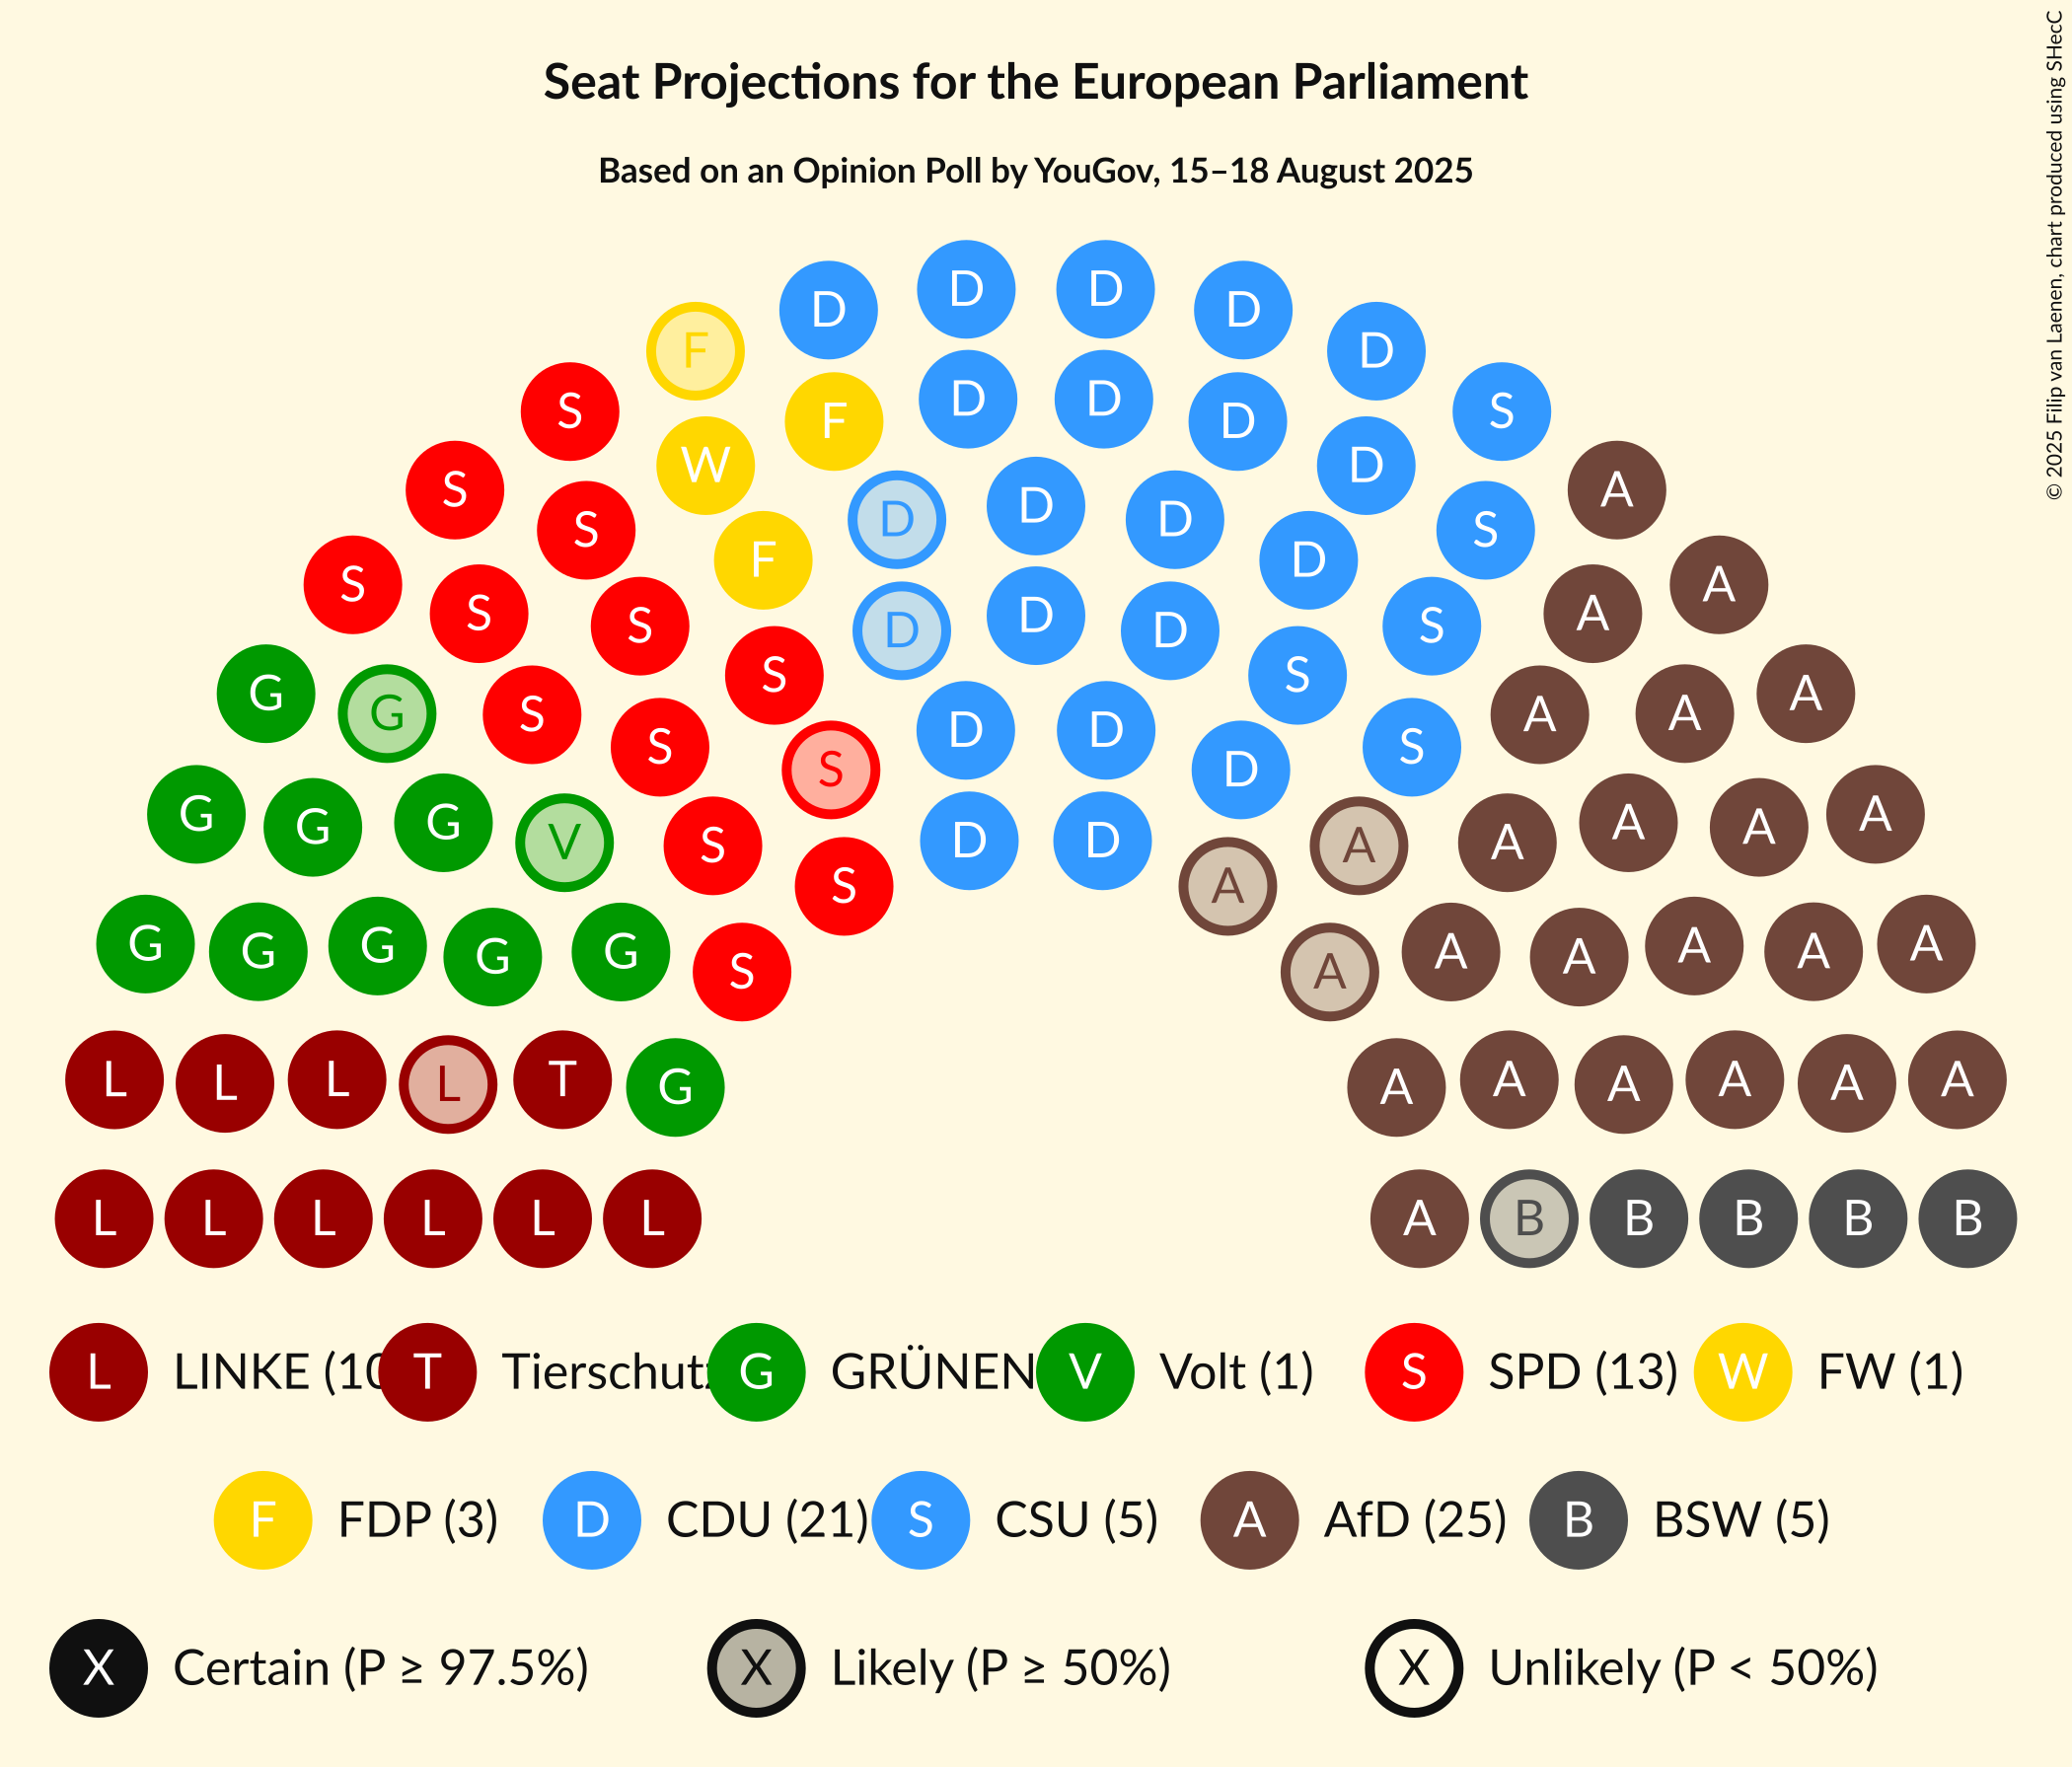 Seat Projections for the European Parliament
Based on an Opinion Poll by YouGov, 15–18 August 2025
© 2025 Filip van Laenen, chart produced using SHecC
D D
D D
F D
D D
S S
F D D
W D
A
S D D D
F D
S S
A A
S S S S
D D D
S S S
G A
G S S A A
D D D
S S
S D
G G A A
G V S A A A
D D
S A
G G G G G A A A A A
S A
L L L L T G A A A A A A
L L L L L L A B B B B B
L LINKE (10 T Tierschutz G GRÜNEN V Volt (1) S SPD (13) W FW (1)
F FDP (3) D CDU (21) S CSU (5) A AfD (25) B BSW (5)
X Certain (P ≥ 97.5%) X Likely (P ≥ 50%) X Unlikely (P < 50%)